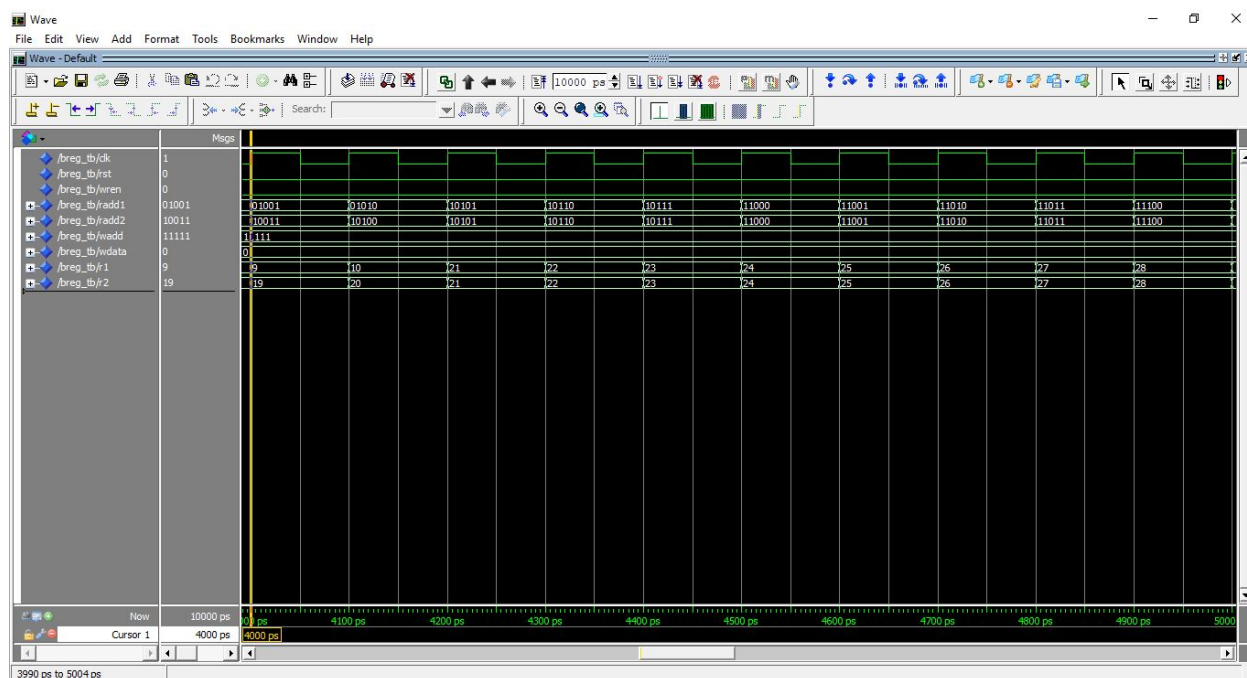 Wave
File Edit View Add Format Tools Bookmarks Window Help
Wave - Default
10000 ps
Search:
Msgs
/breg_tb/clk 1
/breg_tb/rst 0
/breg_tb/wren 0
/breg_tb/radd1 01001 01001 01010 10101 10110 10111 11000 11001 11010 11011 11100
/breg_tb/radd2 10011 10011 10100 10101 10110 10111 11000 11001 11010 11011 11100
/breg_tb/wadd 11111
/breg_tb/wdata 0 0
/breg_tb/r1 9 9 10 21 22 23 24 25 26 27 28
/breg_tb/r2 19 19 20 21 22 23 24 25 26 27 28
Now 10000 ps ps 4100 ps 4200 ps 4300 ps 4400 ps 4500 ps 4600 ps 4700 ps 4800 ps 4900 ps 5000
Cursor 1 4000 ps 4000 ps
3990 ps to 5004 ps